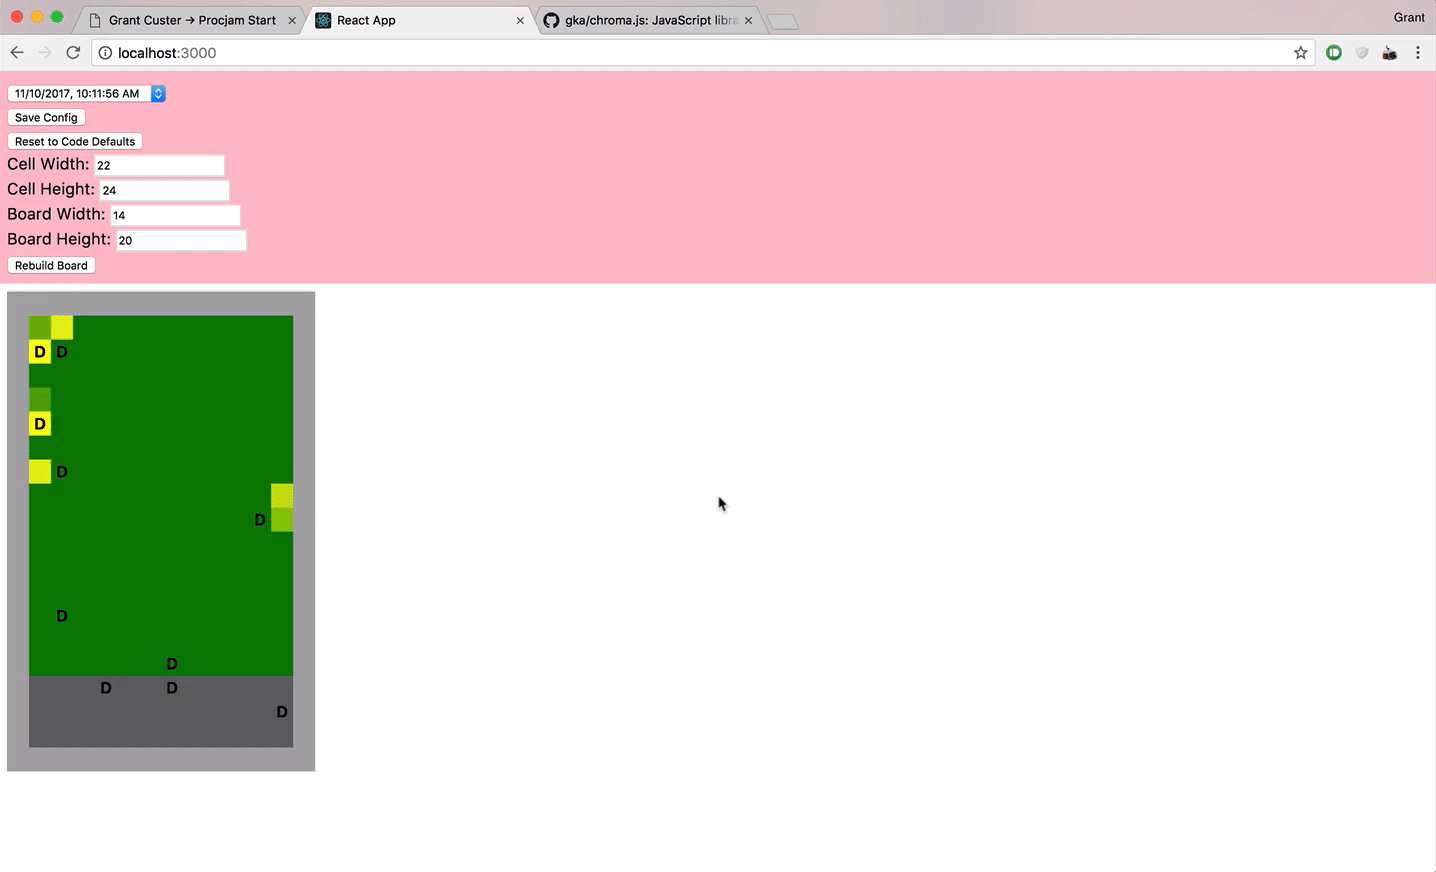 Grant Custer → Procjam Start
React App
gka/chroma.js: JavaScript libra
Grant
localhost:3000
11/10/2017, 10:11:56 AM
Save Config
Reset to Code Defaults
Cell Width: 22
Cell Height: 24
Board Width: 14
Board Height: 20
Rebuild Board
D D
D
D
D
D
D
D D
D